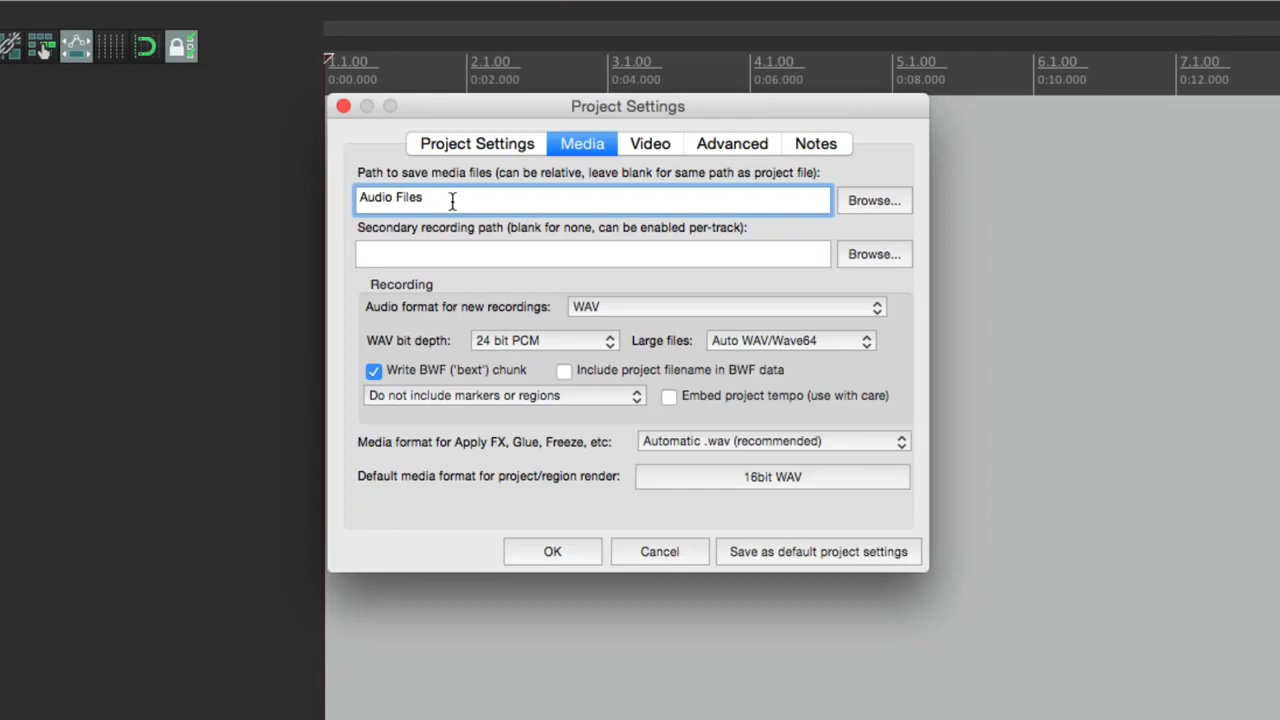 1.1.00 2.1.00 3.1.00 4.1.00 5.1.00 6.1.00 7.1.00
0:00.000 0:02.000 0:04.000 0:06.000 0:08.000 0:10.000 0:12.000
Project Settings
Project Settings Media Video Advanced Notes
Path to save media files (can be relative, leave blank for same path as project file):
Audio Files Browse...
Secondary recording path (blank for none, can be enabled per-track):
Browse...
Recording
Audio format for new recordings: WAV
WAV bit depth: 24 bit PCM Large files: Auto WAV/Wave64
Write BWF ('bext') chunk Include project filename in BWF data
Do not include markers or regions Embed project tempo (use with care)
Media format for Apply FX, Glue, Freeze, etc: Automatic .wav (recommended)
Default media format for project/region render: 16bit WAV
OK Cancel Save as default project settings